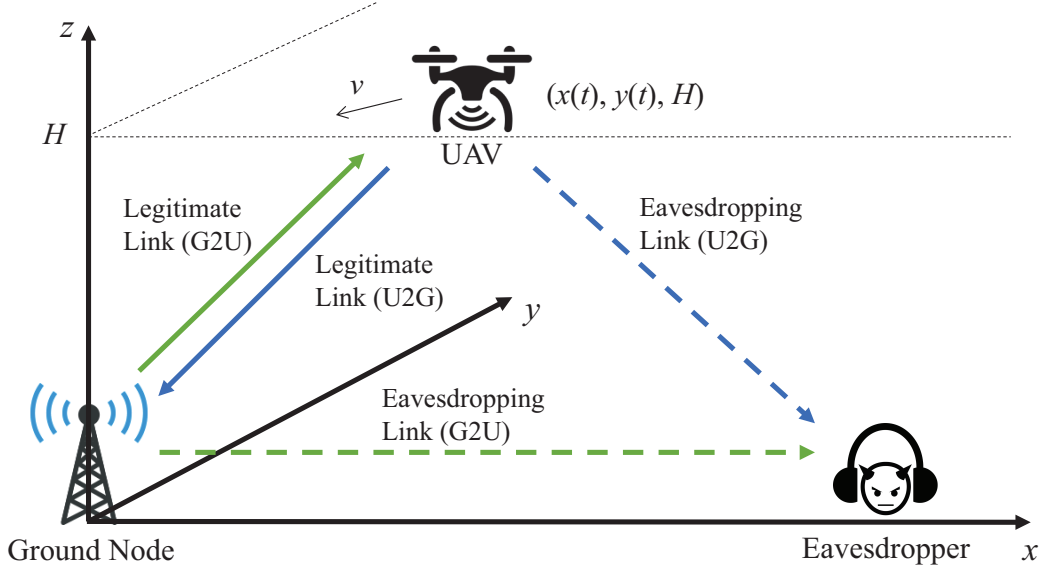 z
v
(x(t), y(t), H)
H
UAV
Legitimate
Link (G2U)
Eavesdropping
Link (U2G)
Legitimate
Link (U2G)
y
Eavesdropping
Link (G2U)
Ground Node
Eavesdropper
x